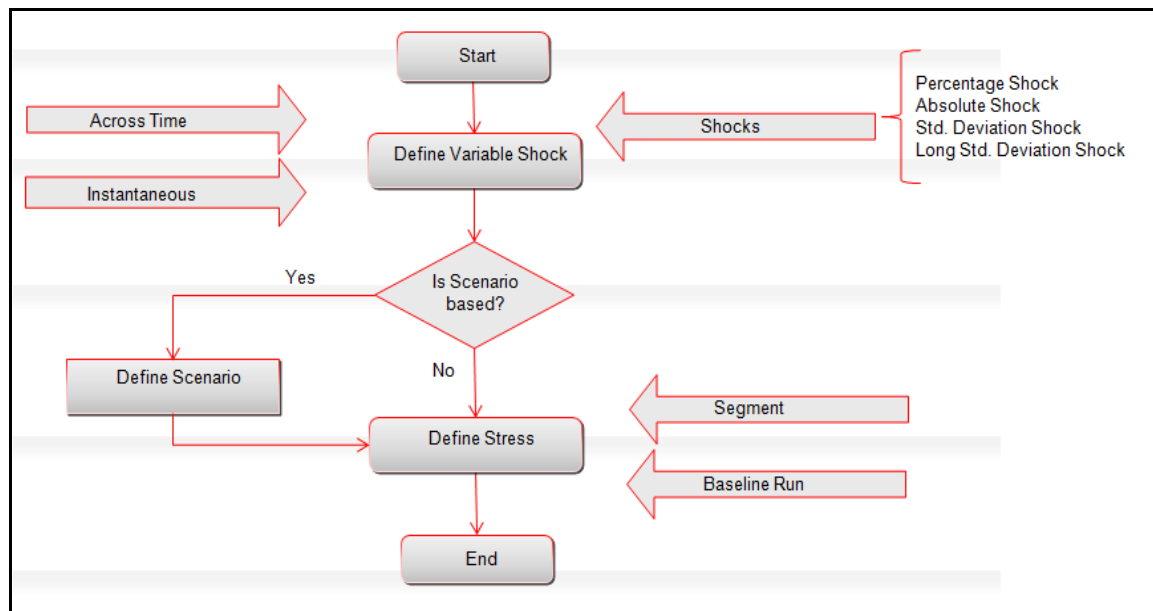 Start
Percentage Shock
Absolute Shock
Std. Deviation Shock
Long Std. Deviation Shock
Across Time
Shocks
Define Variable Shock
Instantaneous
Yes
Is Scenario
based?
No
Define Scenario
Segment
Define Stress
Baseline Run
End